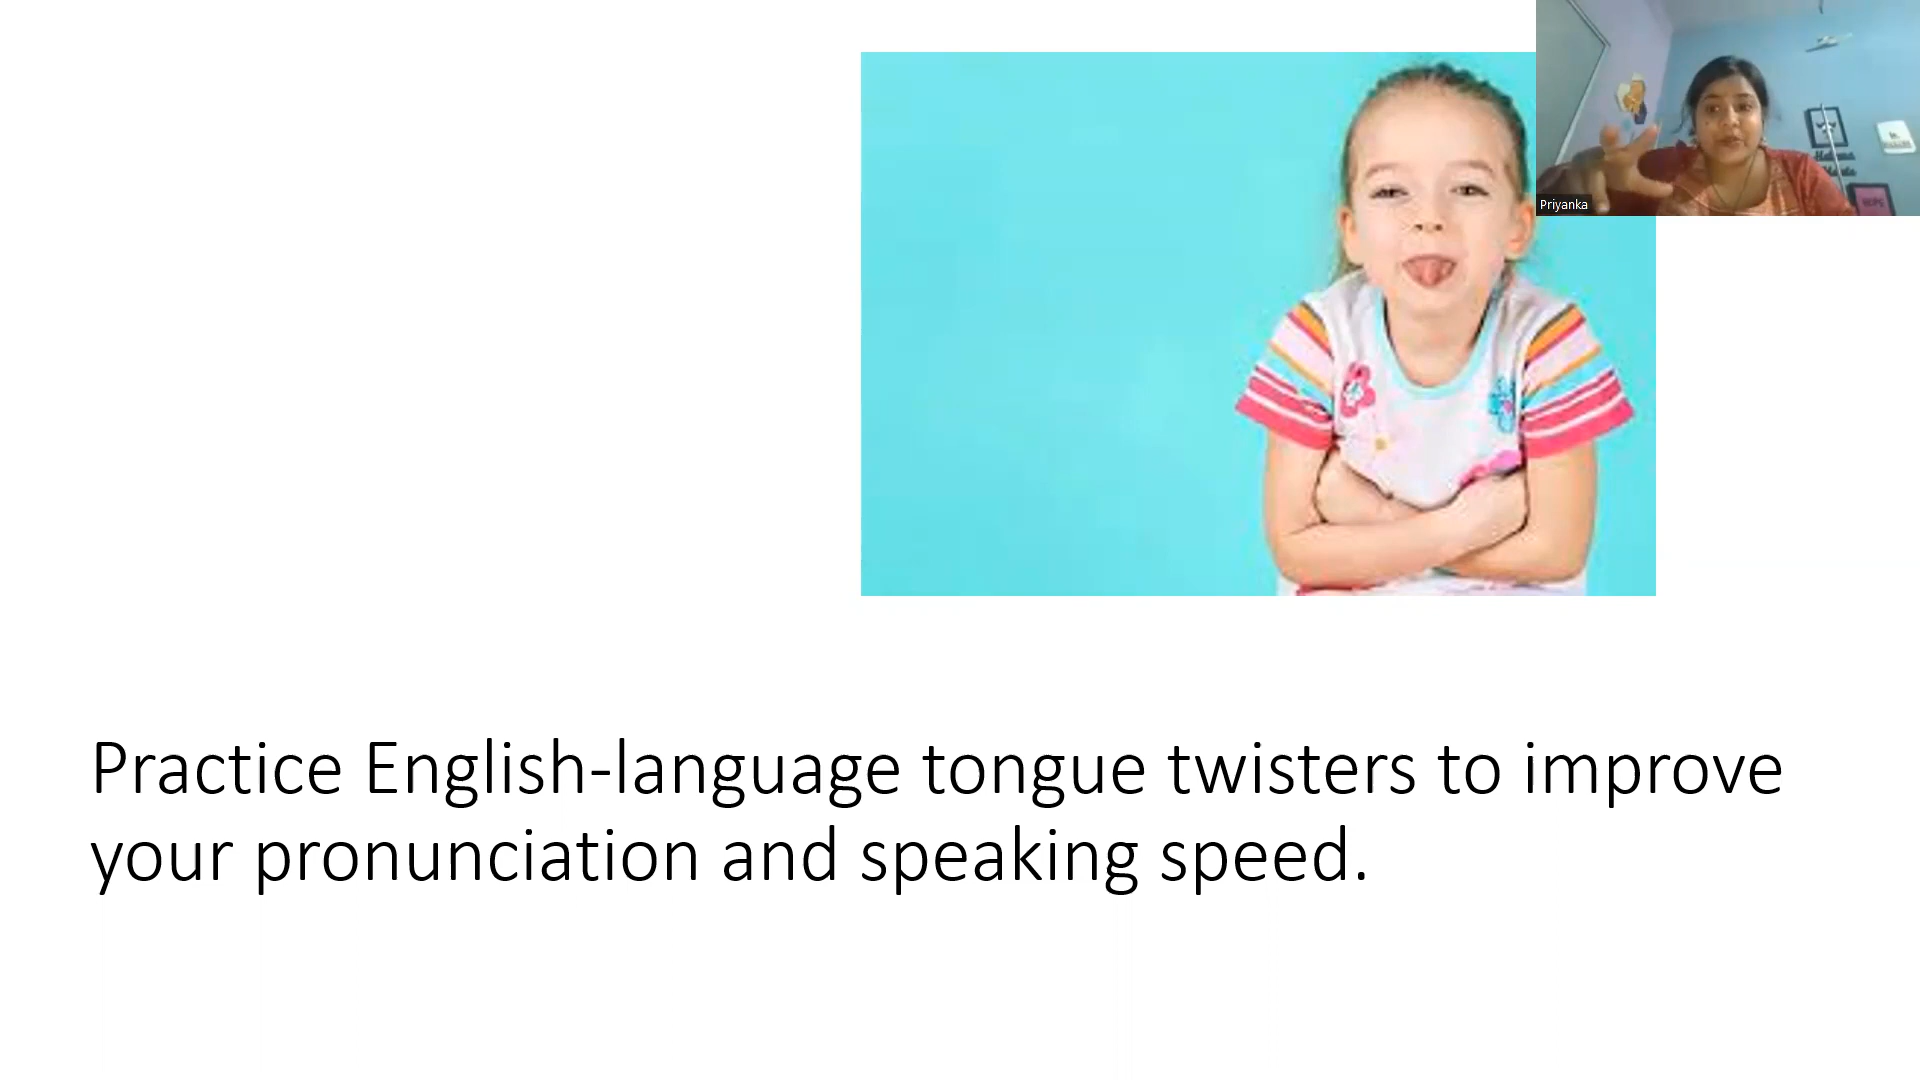 Priyanka
Practice English-language tongue twisters to improve
your pronunciation and speaking speed.